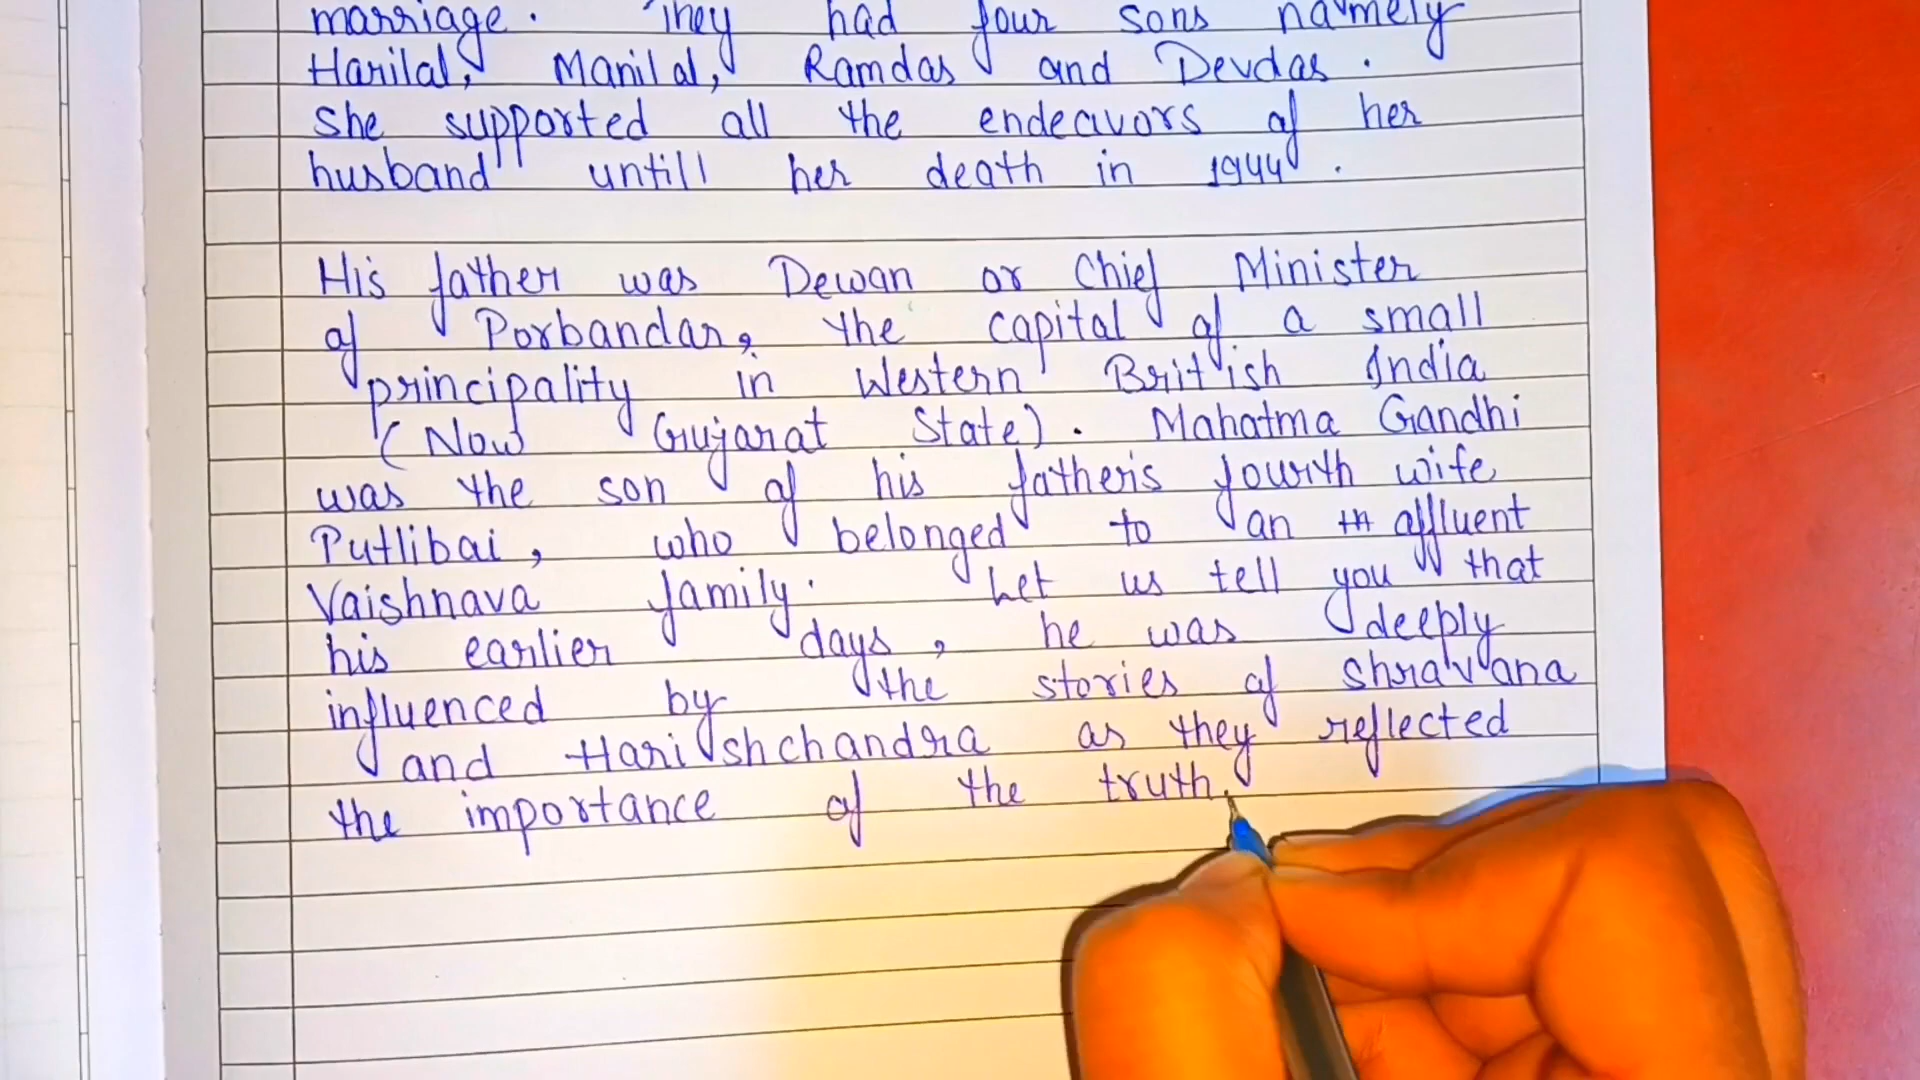 marriage. They had four sons namely
Harilal, Manilal, Ramdas and Devdas.
She supported all the endeavors of her
husband untill her death in 1944.
His father was Dewan or Chief Minister
of Porbandar, the capital of a small
principality in Western British India
(Now Gujarat State). Mahatma Gandhi
was the son of his father's fourth wife
Putlibai, who belonged to an affluent
Vaishnava family. Let us tell you that
his earlier days, he was deeply
influenced by the stories of Shravana
and Harishchandra as they reflected
the importance of the truth.